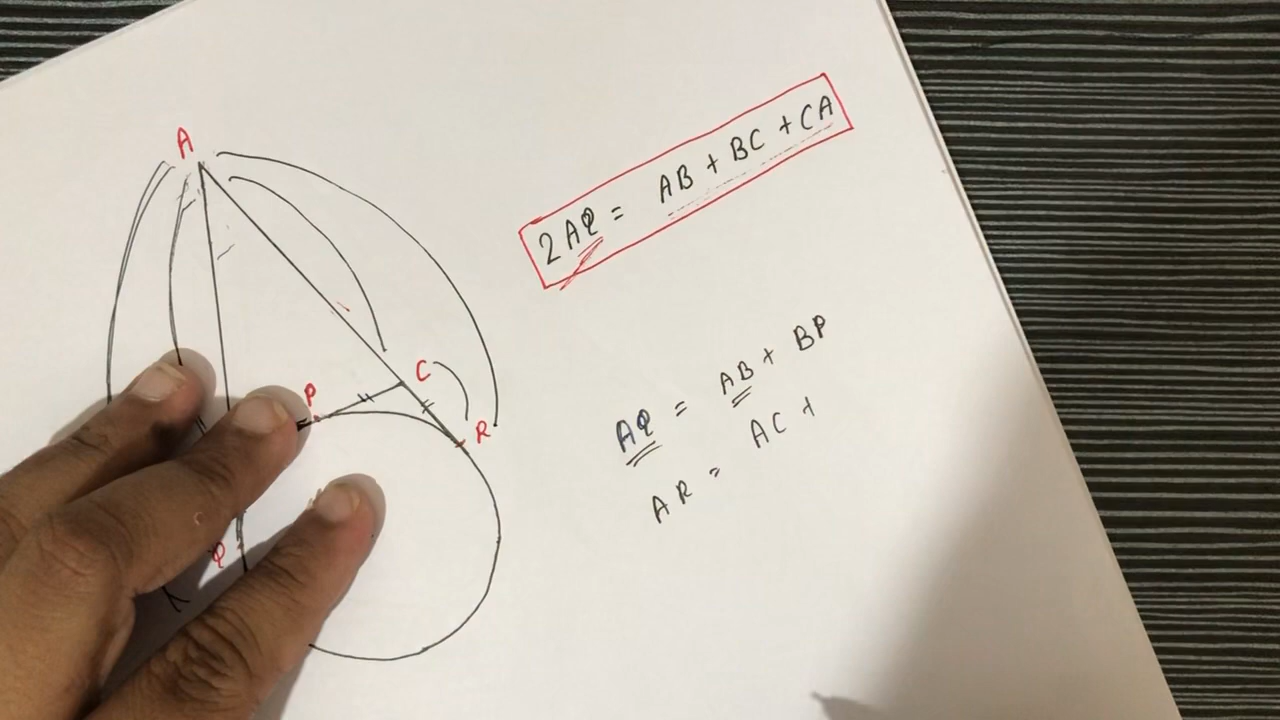 A
2AQ = AB + BC + CA
P
C
R
Q
AQ = AB + BP
AR = AC +